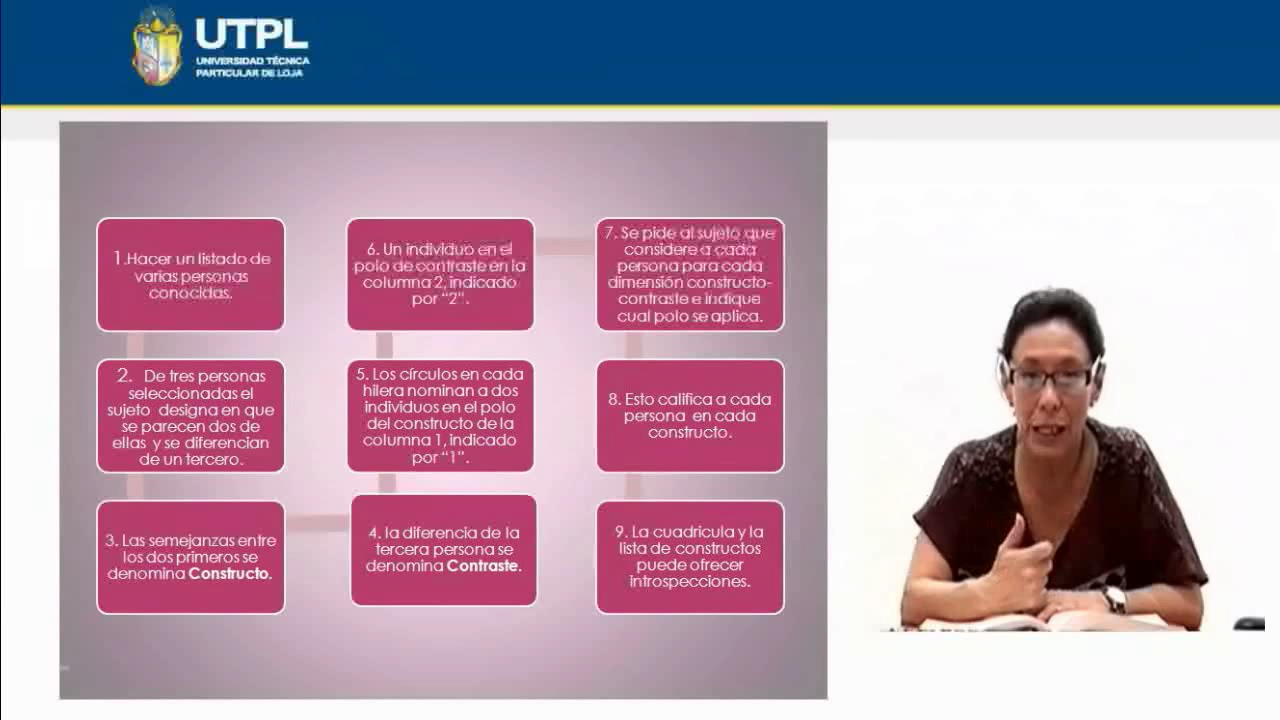 UTPL
UNIVERSIDAD TÉCNICA
PARTICULAR DE LOJA
1.Hacer un listado de
varias personas
conocidas.
2. De tres personas
seleccionadas el
sujeto designa en que
se parecen dos de
ellas y se diferencian
de un tercero.
3. Las semejanzas entre
los dos primeros se
denomina Constructo.
4. la diferencia de la
tercera persona se
denomina Contraste.
5. Los círculos en cada
hilera nominan a dos
individuos en el polo
del constructo de la
columna 1, indicado
por “1”.
6. Un individuo en el
polo de contraste en la
columna 2, indicado
por “2”.
7. Se pide al sujeto que
considere a cada
persona para cada
dimensión constructo-
contraste e indique
cual polo se aplica.
8. Esto califica a cada
persona en cada
constructo.
9. La cuadricula y la
lista de constructos
puede ofrecer
introspecciones.